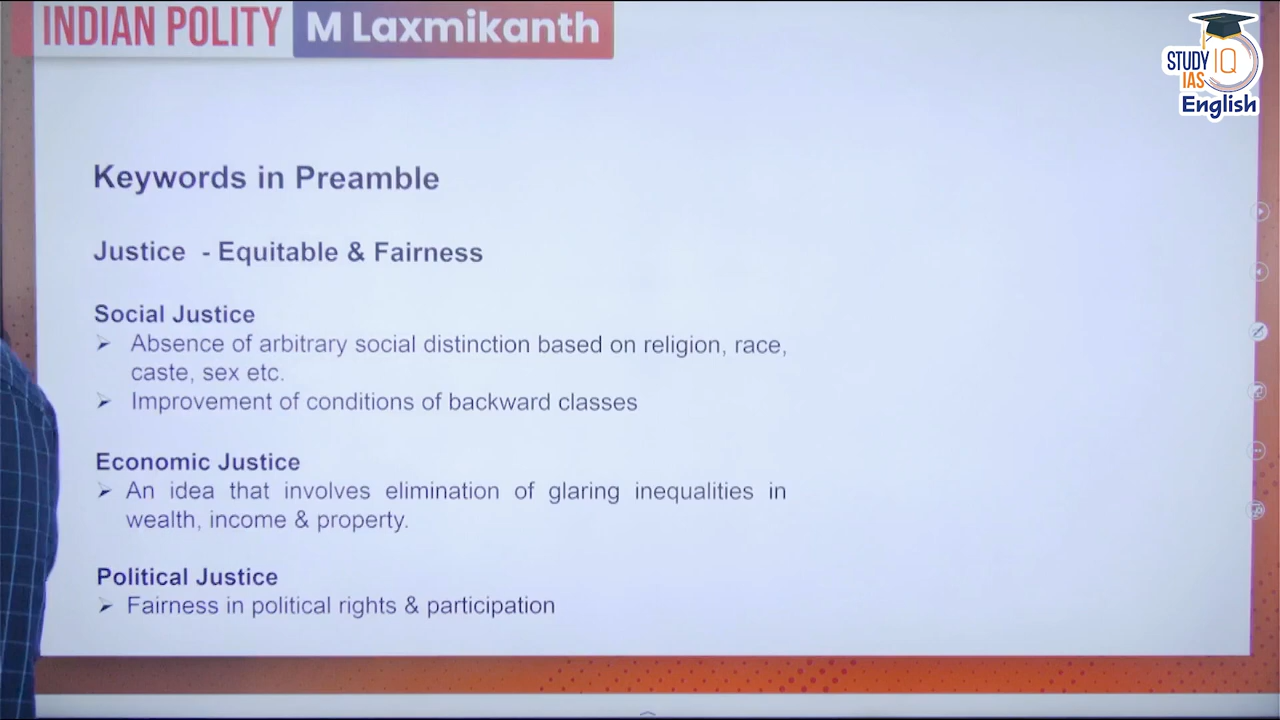 INDIAN POLITY M Laxmikanth
STUDY IQ
IAS
English
Keywords in Preamble
Justice - Equitable & Fairness
Social Justice
➢ Absence of arbitrary social distinction based on religion, race,
caste, sex etc.
➢ Improvement of conditions of backward classes
Economic Justice
➢ An idea that involves elimination of glaring inequalities in
wealth, income & property.
Political Justice
➢ Fairness in political rights & participation